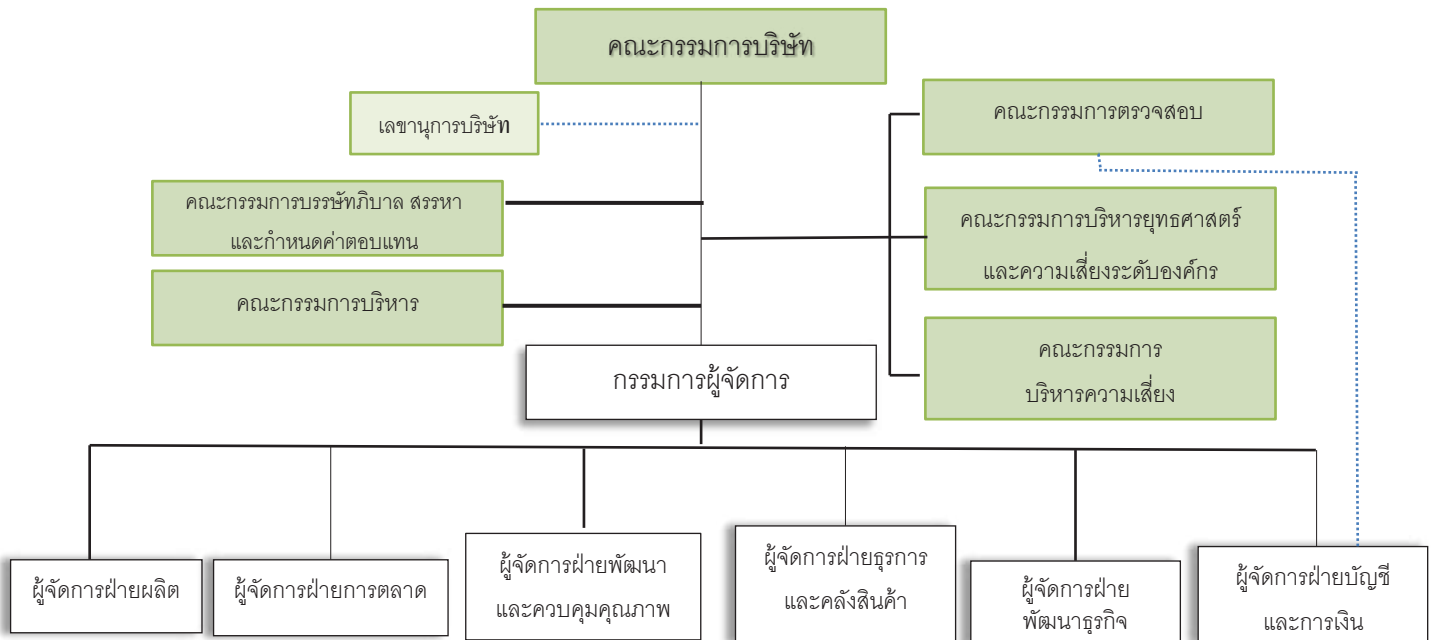 คณะกรรมการบริษัท
เลขานุการบริษัท
คณะกรรมการตรวจสอบ
คณะกรรมการบรรษัทภิบาล สรรหา
และกำหนดค่าตอบแทน
คณะกรรมการบริหารยุทธศาสตร์
และความเสี่ยงระดับองค์กร
คณะกรรมการบริหาร
คณะกรรมการ
บริหารความเสี่ยง
กรรมการผู้จัดการ
ผู้จัดการฝ่ายผลิต
ผู้จัดการฝ่ายการตลาด
ผู้จัดการฝ่ายพัฒนา
และควบคุมคุณภาพ
ผู้จัดการฝ่ายธุรการ
และคลังสินค้า
ผู้จัดการฝ่าย
พัฒนาธุรกิจ
ผู้จัดการฝ่ายบัญชี
และการเงิน